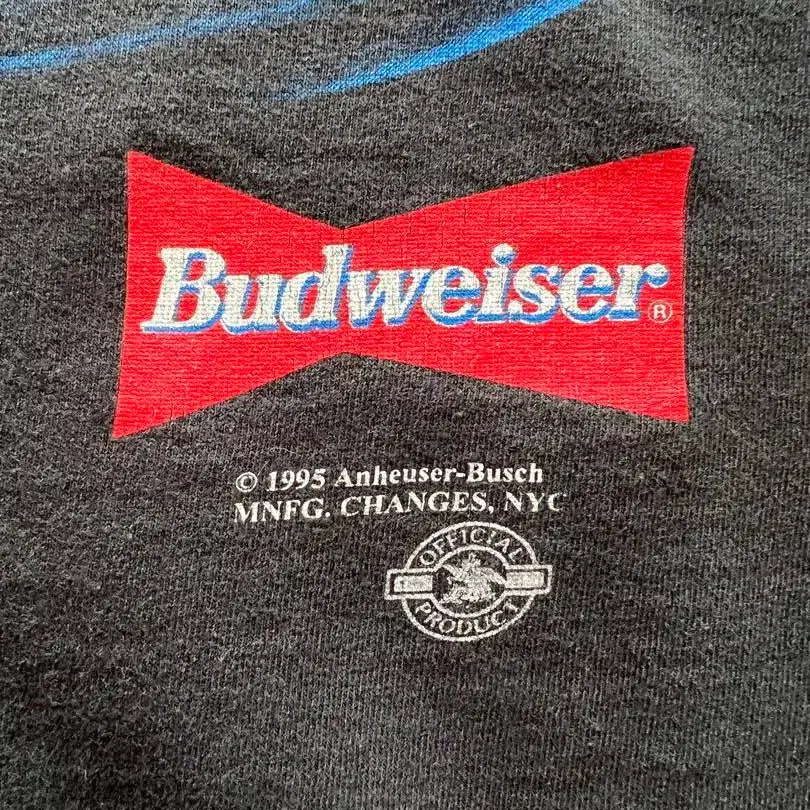 Budweiser®
© 1995 Anheuser-Busch
MNFG. CHANGES, NYC
OFFICIAL
PRODUCT